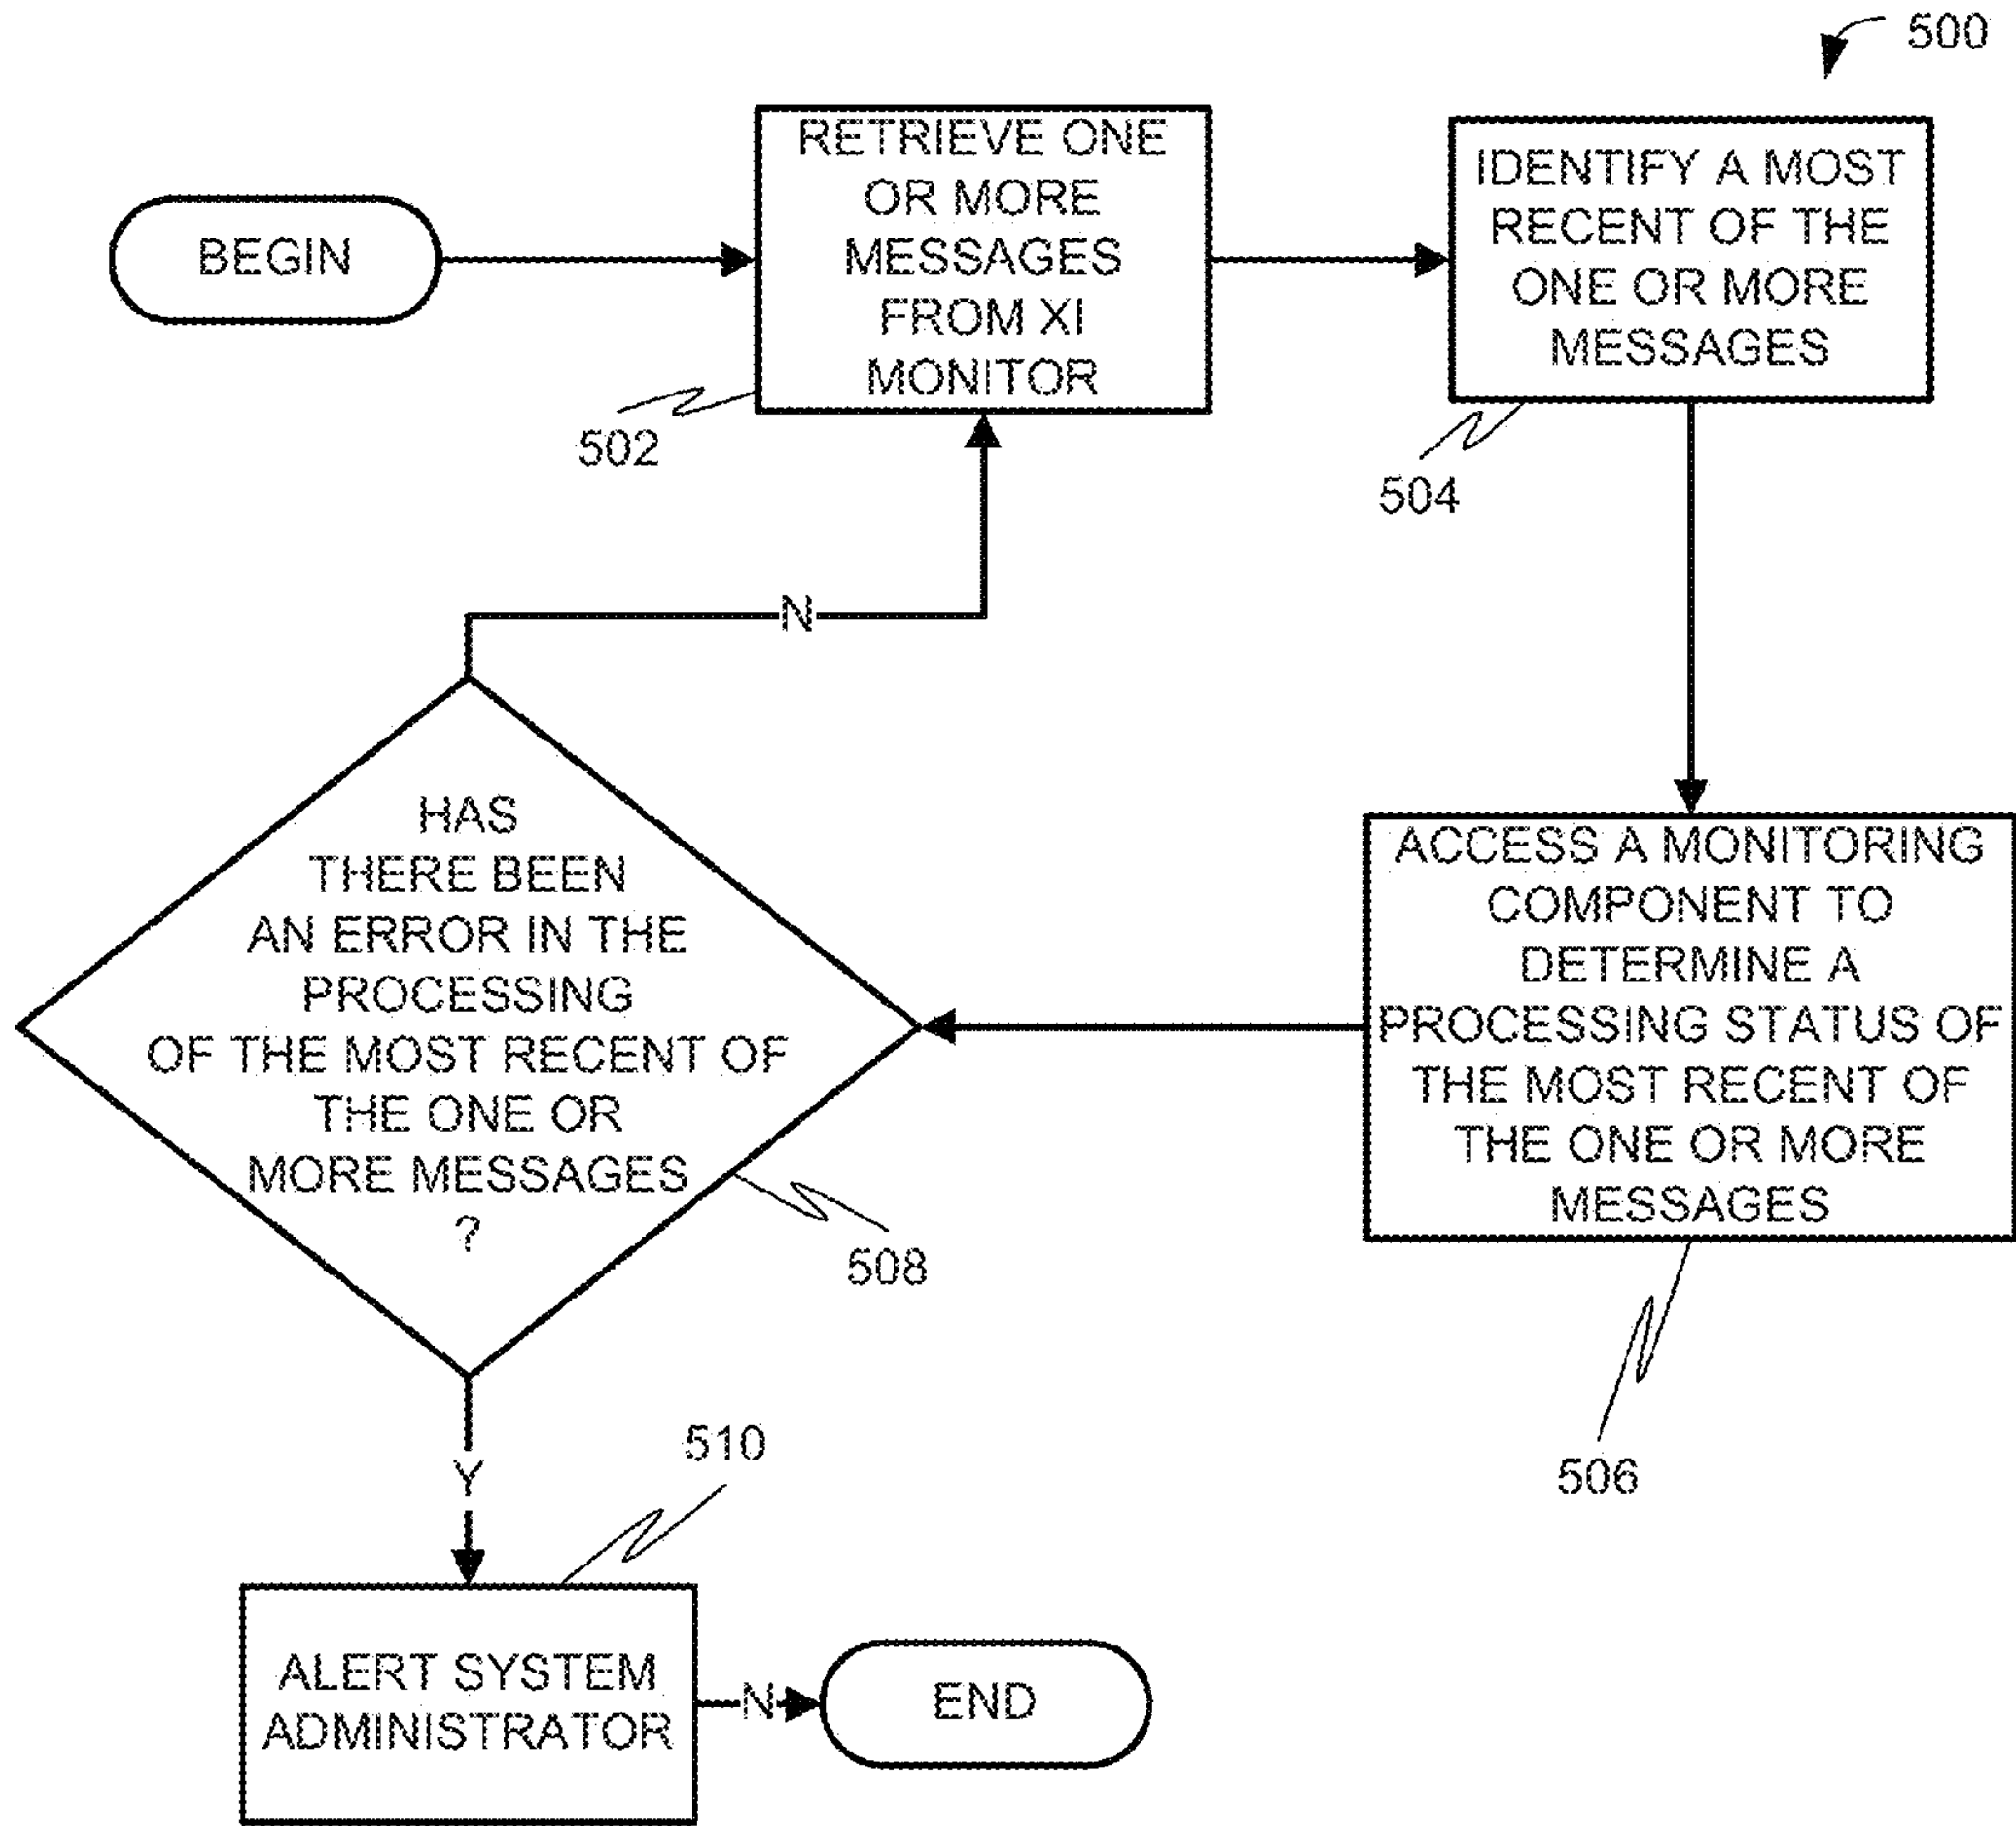 500
BEGIN
RETRIEVE ONE
OR MORE
MESSAGES
FROM XI
MONITOR
502
IDENTIFY A MOST
RECENT OF THE
ONE OR MORE
MESSAGES
504
N
ACCESS A MONITORING
COMPONENT TO
DETERMINE A
PROCESSING STATUS OF
THE MOST RECENT OF
THE ONE OR MORE
MESSAGES
506
HAS
THERE BEEN
AN ERROR IN THE
PROCESSING
OF THE MOST RECENT OF
THE ONE OR
MORE MESSAGES
?
508
Y
510
ALERT SYSTEM
ADMINISTRATOR
N
END